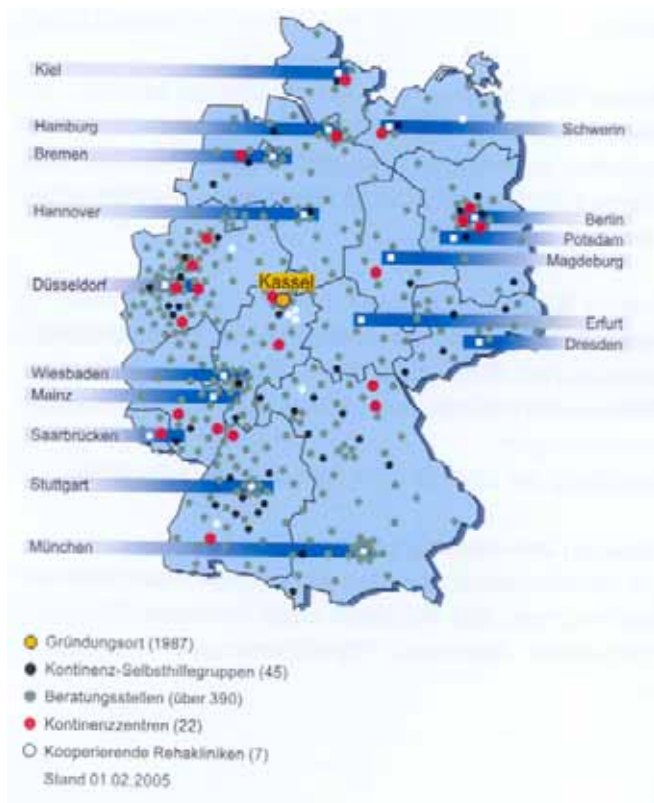 Kiel
Hamburg
Schwerin
Bremen
Hannover
Berlin
Potsdam
Magdeburg
Düsseldorf
Kassel
Erfurt
Dresden
Wiesbaden
Mainz
Saarbrücken
Stuttgart
München
Gründungsort (1987)
Kontinenz-Selbsthilfegruppen (45)
Beratungsstellen (über 390)
Kontinenzzentren (22)
Kooperierende Rehakliniken (7)
Stand 01.02.2005